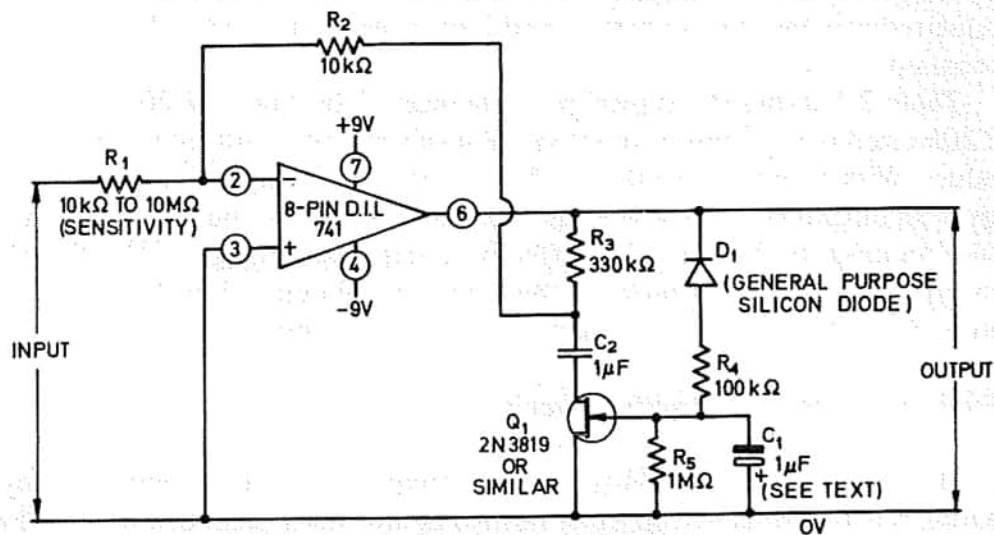 R2
10kΩ
+9V
R1
7
2
−
8-PIN D.I.L
741
6
10kΩ TO 10MΩ
(SENSITIVITY)
3
+
4
−9V
R3
330kΩ
D1
(GENERAL PURPOSE
SILICON DIODE)
INPUT
C2
1μF
R4
100kΩ
OUTPUT
Q1
2N3819
OR
SIMILAR
R5
1MΩ
C1
1μF
+
(SEE TEXT)
OV